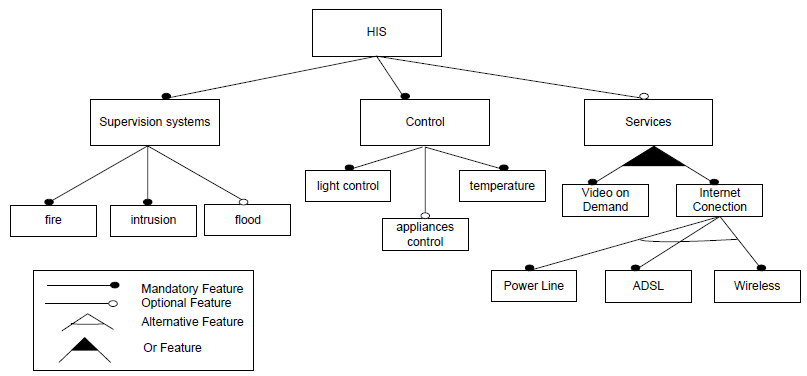 HIS
Supervision systems
Control
Services
light control
temperature
Video on
Demand
Internet
Conection
fire
intrusion
flood
appliances
control
Power Line
ADSL
Wireless
Mandatory Feature
Optional Feature
Alternative Feature
Or Feature